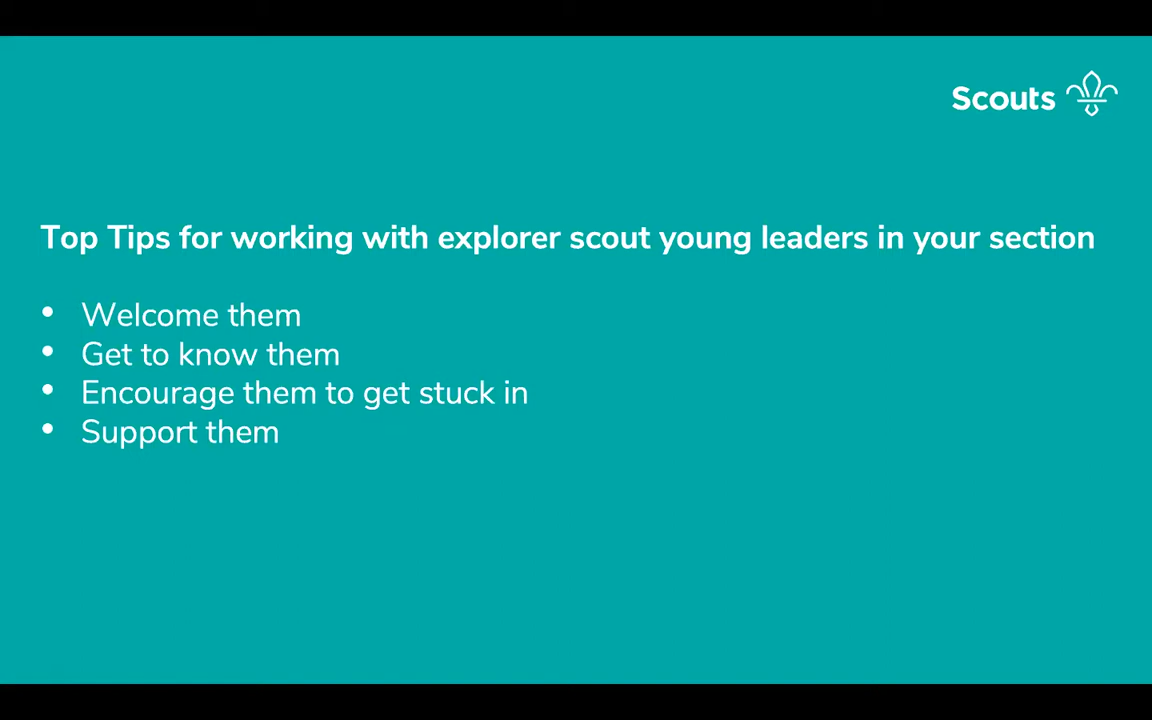 Scouts
Top Tips for working with explorer scout young leaders in your section
• Welcome them
• Get to know them
• Encourage them to get stuck in
• Support them